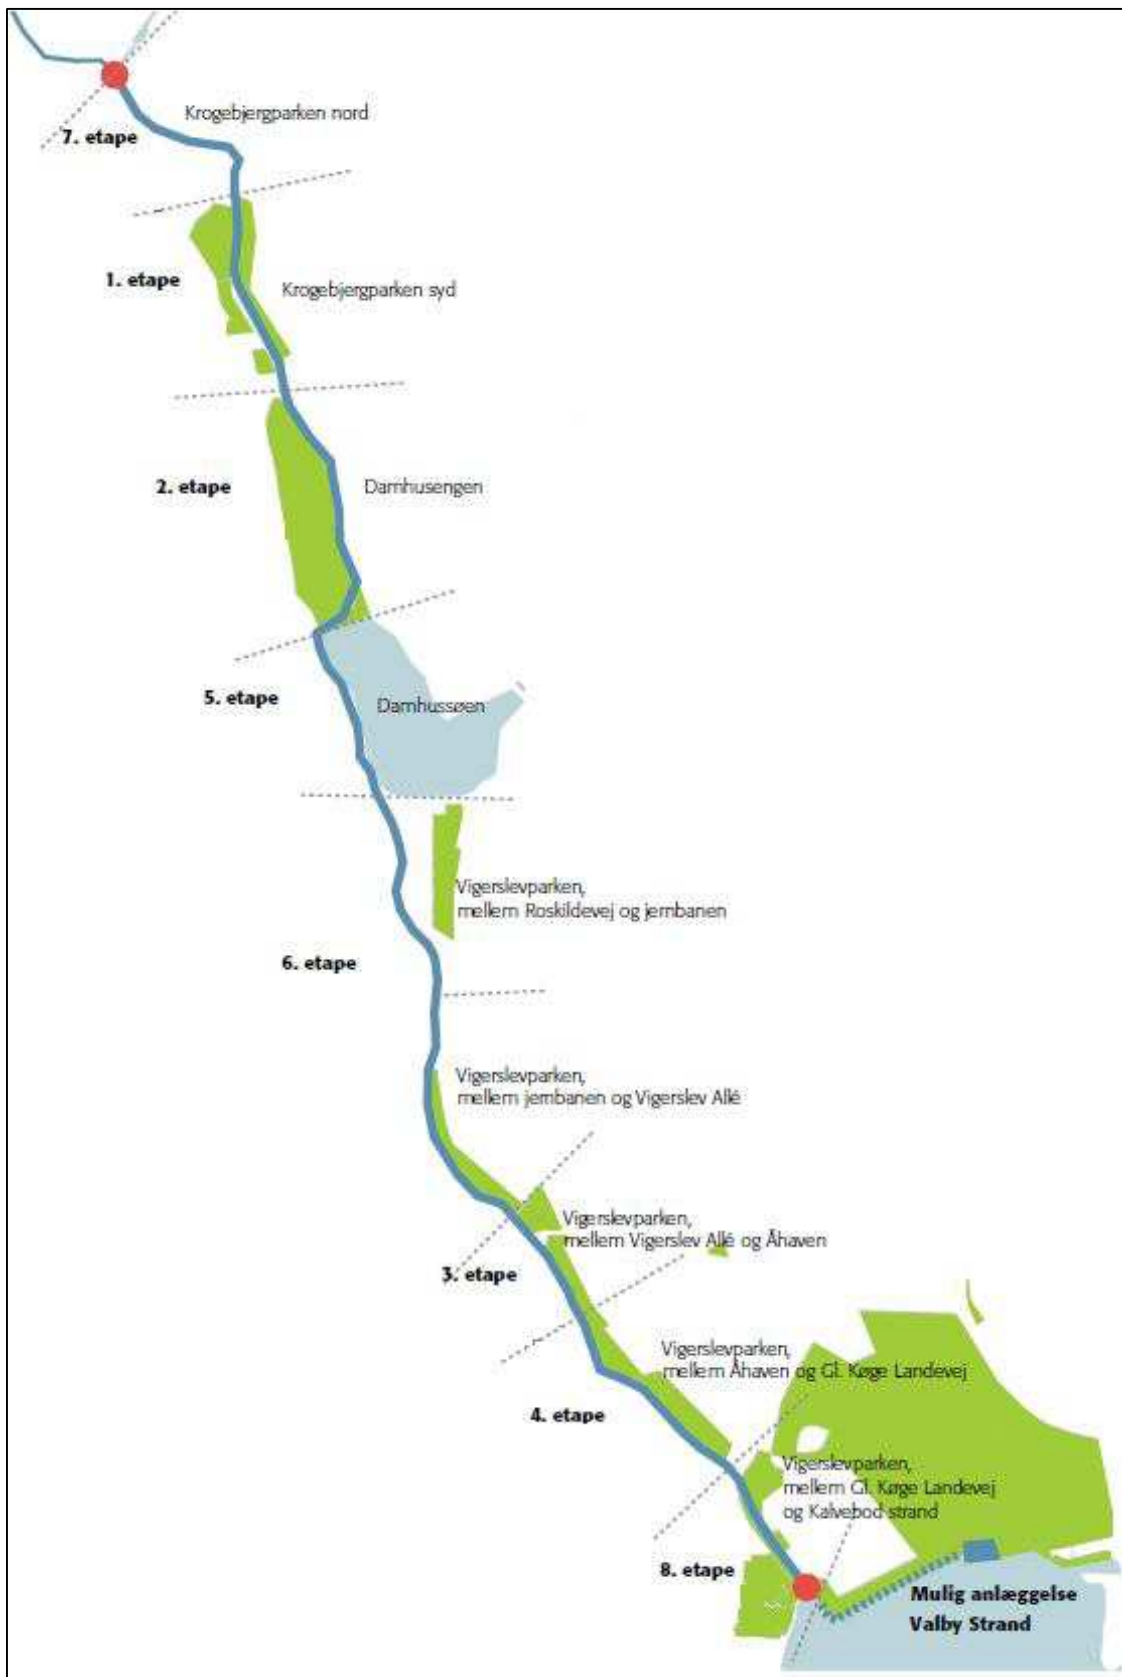 Krogebjergparken nord
7. etape
1. etape
Krogebjergparken syd
2. etape
Damhusengen
5. etape
Damhussøen
Vigerslevparken,
mellem Roskildevej og jernbanen
6. etape
Vigerslevparken,
mellem jernbanen og Vigerslev Allé
Vigerslevparken,
mellem Vigerslev Allé og Åhaven
3. etape
Vigerslevparken,
mellem Åhaven og Gl. Køge Landevej
4. etape
Vigerslevparken,
mellem Gl. Køge Landevej
og Kalvebod strand
8. etape
Mulig anlæggelse
Valby Strand